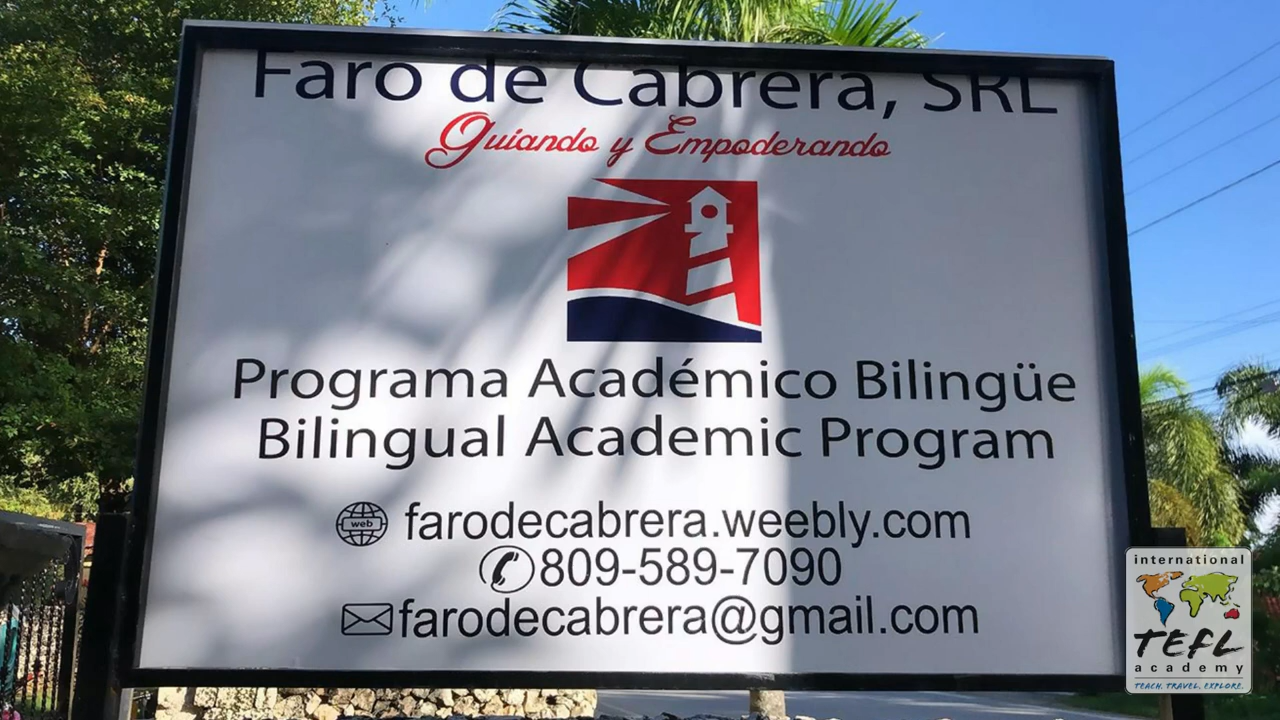 Faro de Cabrera, SRL
Guiando y Empoderando
Programa Académico Bilingüe
Bilingual Academic Program
web
farodecabrera.weebly.com
809-589-7090
farodecabrera@gmail.com
international
TEFL
academy
TEACH. TRAVEL. EXPLORE.